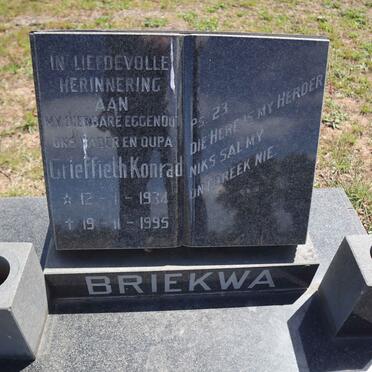 IN LIEFDEVOLLE
HERINNERING
AAN
MY DIERBARE EGGENOOT
ONS VADER EN OUPA
Grieffieth Konrad
☆ 12 - 1 - 1934
✝ 19 - 11 - 1995
Ps. 23
DIE HERE IS MY HERDER
NIKS SAL MY
ONTBREEK NIE
BRIEKWA